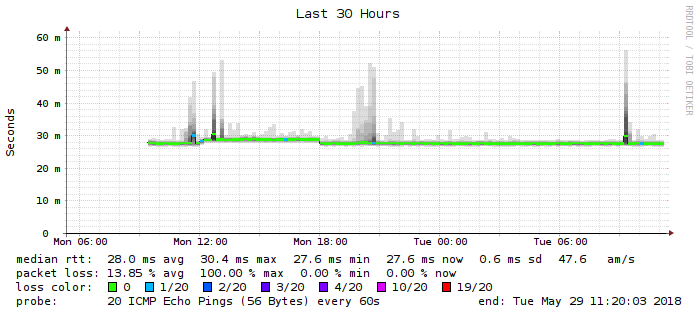 Last 30 Hours
RRDTOOL / TOBI OETIKER
Seconds
60 m
50 m
40 m
30 m
20 m
10 m
0
Mon 06:00 Mon 12:00 Mon 18:00 Tue 00:00 Tue 06:00
median rtt: 28.0 ms avg 30.4 ms max 27.6 ms min 27.6 ms now 0.6 ms sd 47.6 am/s
packet loss: 13.85 % avg 100.00 % max 0.00 % min 0.00 % now
loss color: 0 1/20 2/20 3/20 4/20 10/20 19/20
probe: 20 ICMP Echo Pings (56 Bytes) every 60s end: Tue May 29 11:20:03 2018